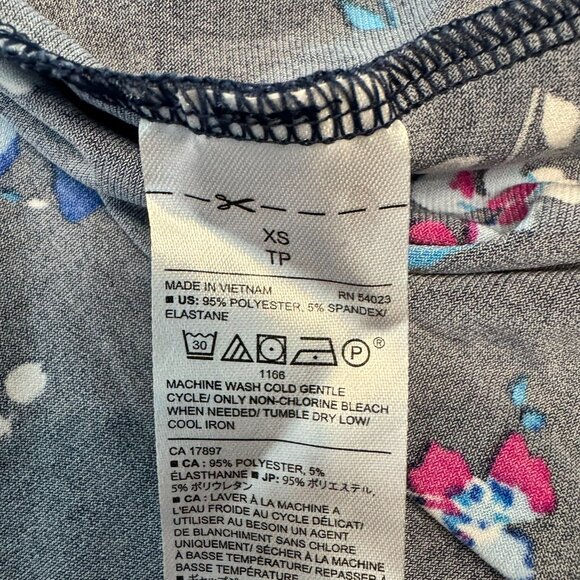 XS
TP
MADE IN VIETNAM RN 54023
■ US: 95% POLYESTER, 5% SPANDEX/
ELASTANE
30 P ®
1166
MACHINE WASH COLD GENTLE
CYCLE/ ONLY NON-CHLORINE BLEACH
WHEN NEEDED/ TUMBLE DRY LOW/
COOL IRON
CA 17897
■ CA : 95% POLYESTER, 5%
ÉLASTHANNE ■ JP: 95% ポリエステル,
5% ポリウレタン
■ CA : LAVER À LA MACHINE À
L'EAU FROIDE AU CYCLE DÉLICAT/
UTILISER AU BESOIN UN AGENT
DE BLANCHIMENT SANS CHLORE
UNIQUEMENT/ SÉCHER À LA MACHINE
À BASSE TEMPÉRATURE/ REPASSER
À BASSE TEMPÉRATURE